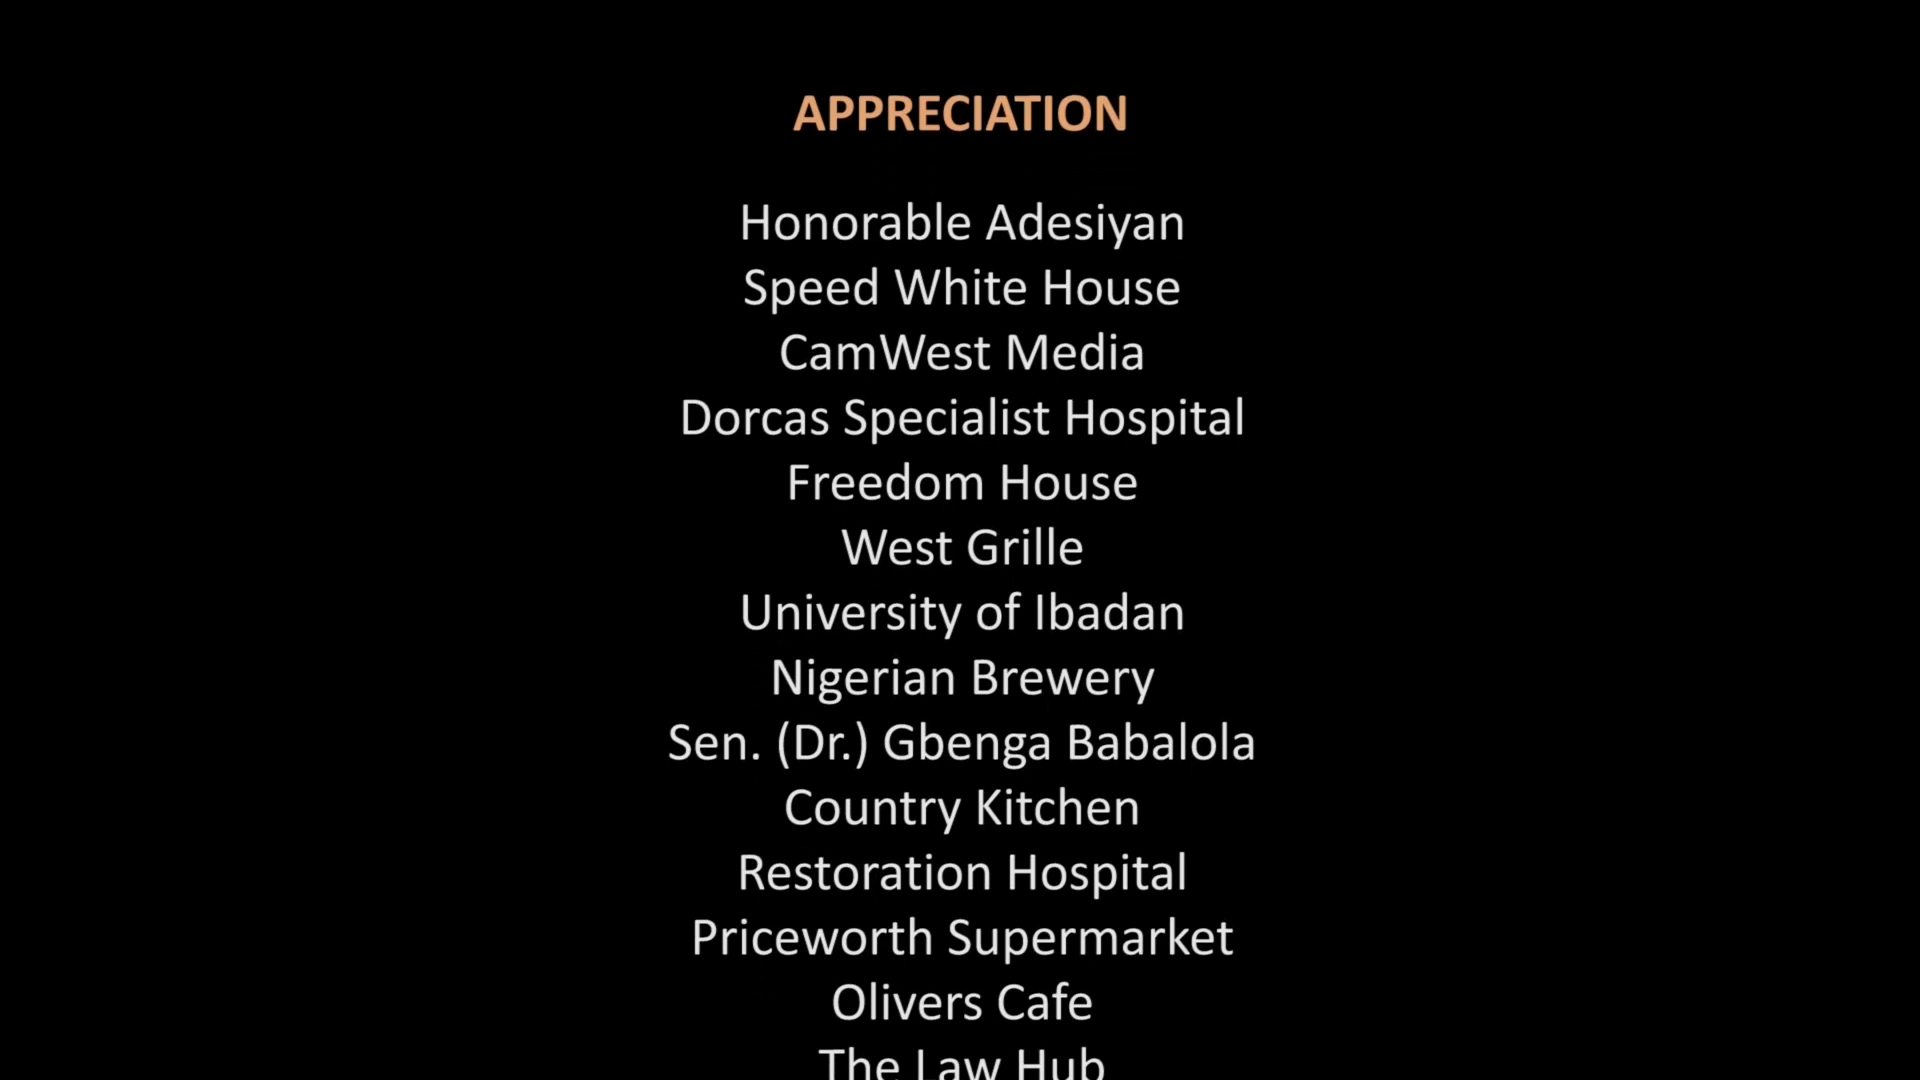 APPRECIATION
Honorable Adesiyan
Speed White House
CamWest Media
Dorcas Specialist Hospital
Freedom House
West Grille
University of Ibadan
Nigerian Brewery
Sen. (Dr.) Gbenga Babalola
Country Kitchen
Restoration Hospital
Priceworth Supermarket
Olivers Cafe
The Law Hub